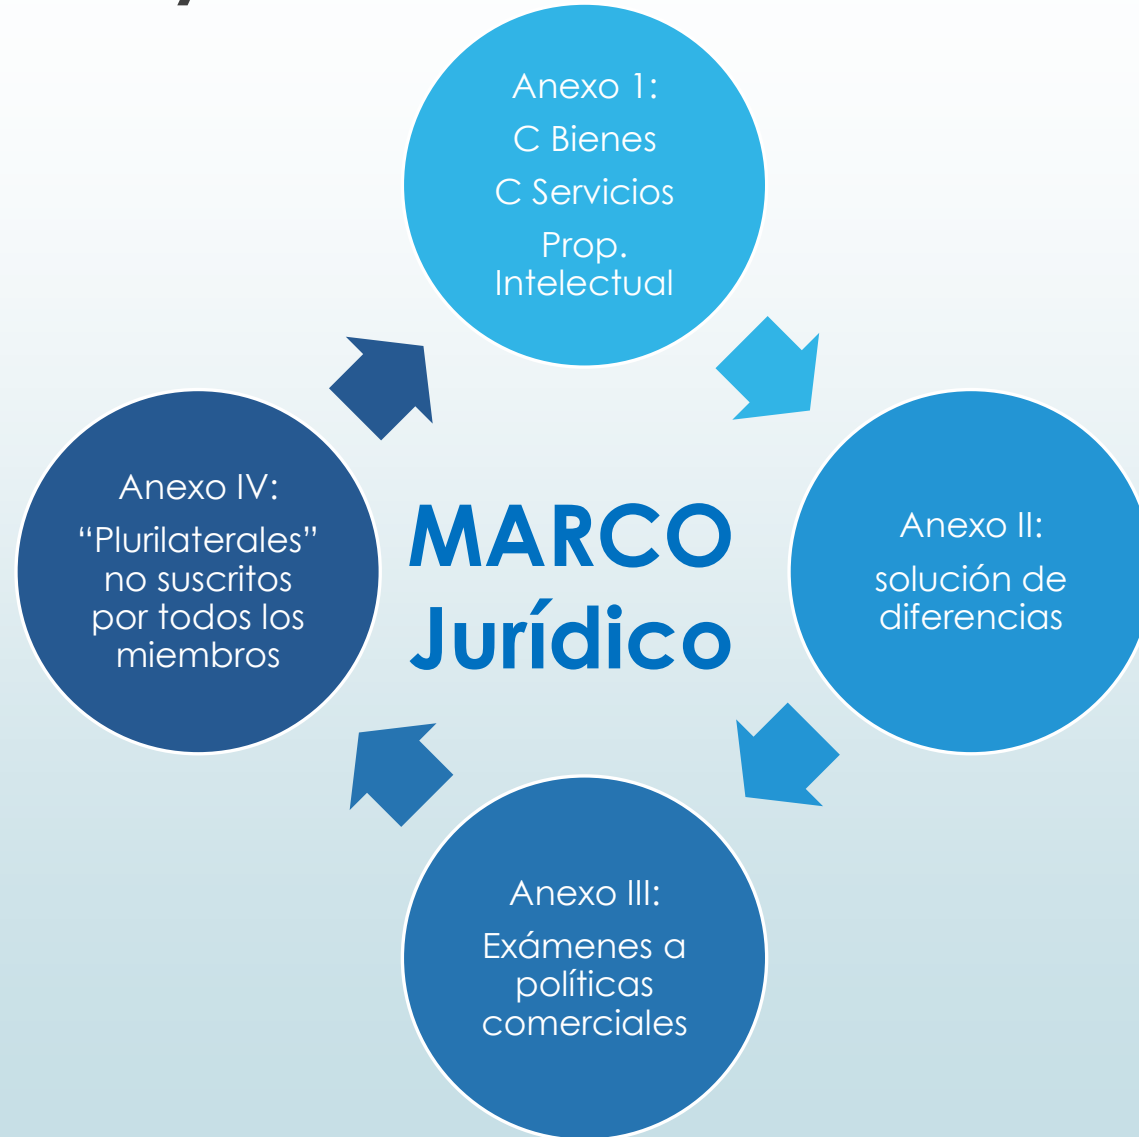 Anexo 1:
C Bienes
C Servicios
Prop.
Intelectual
Anexo II:
solución de
diferencias
Anexo III:
Exámenes a
políticas
comerciales
Anexo IV:
“Plurilaterales”
no suscritos
por todos los
miembros
MARCO
Jurídico